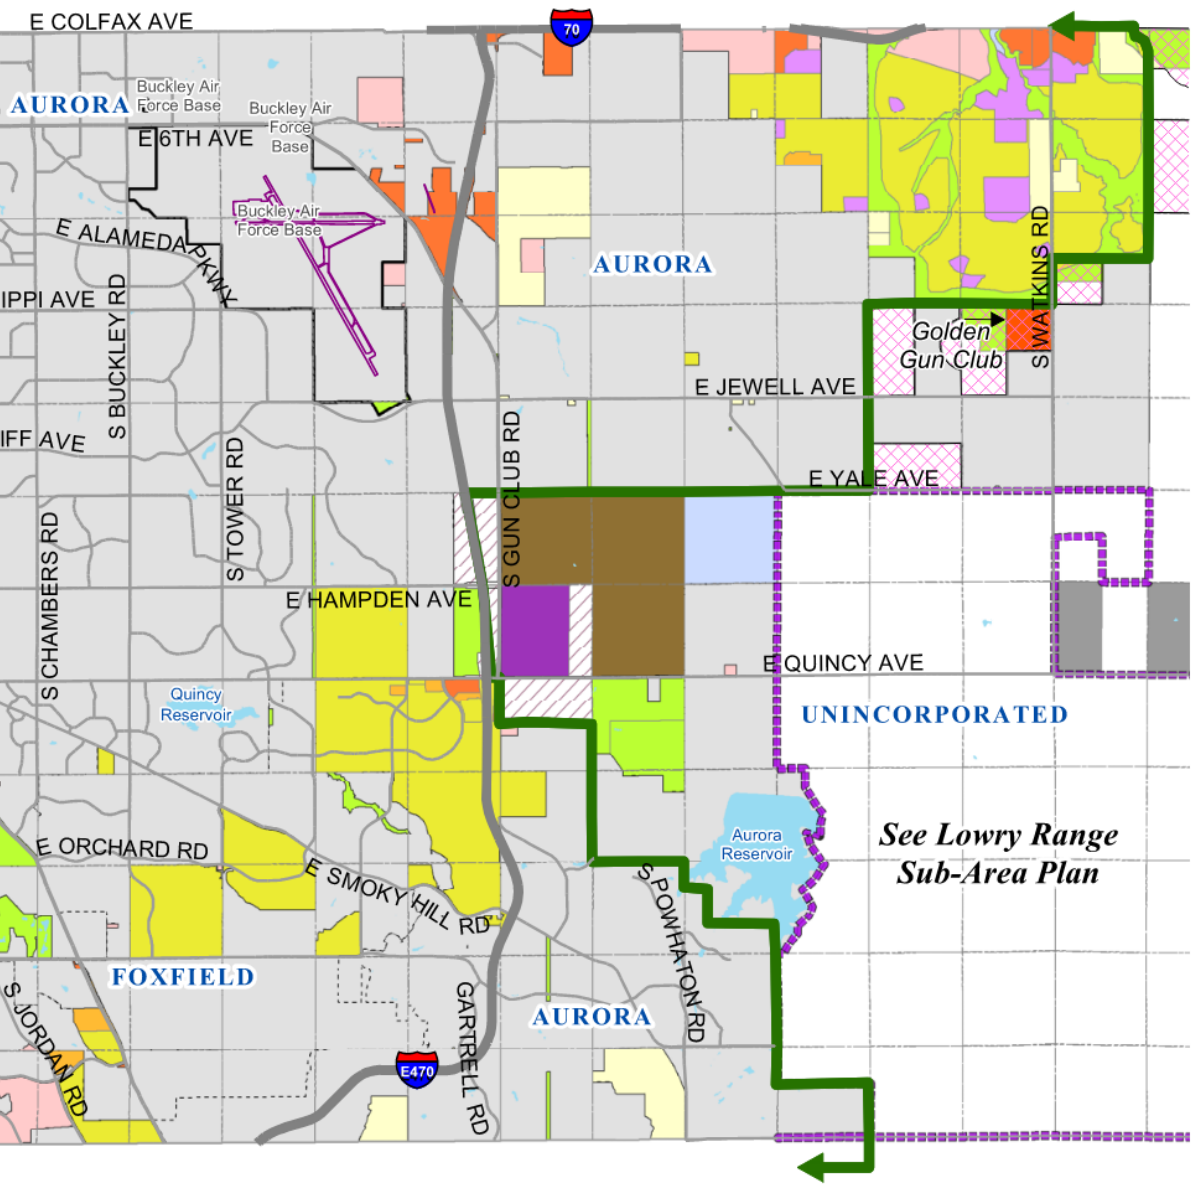 E COLFAX AVE
70
Buckley Air
Force Base
AURORA
Buckley Air
Force
Base
E 6TH AVE
Buckley Air
Force Base
E ALAMEDA PKWY
AURORA
S WATKINS RD
IPPI AVE
S BUCKLEY RD
Golden
Gun Club
E JEWELL AVE
IFF AVE
S TOWER RD
S GUN CLUB RD
E YALE AVE
S CHAMBERS RD
E HAMPDEN AVE
E QUINCY AVE
Quincy
Reservoir
UNINCORPORATED
Aurora
Reservoir
See Lowry Range
Sub-Area Plan
E ORCHARD RD
E SMOKY HILL RD
S POWHATON RD
FOXFIELD
S JORDAN RD
GARTRELL RD
AURORA
E470